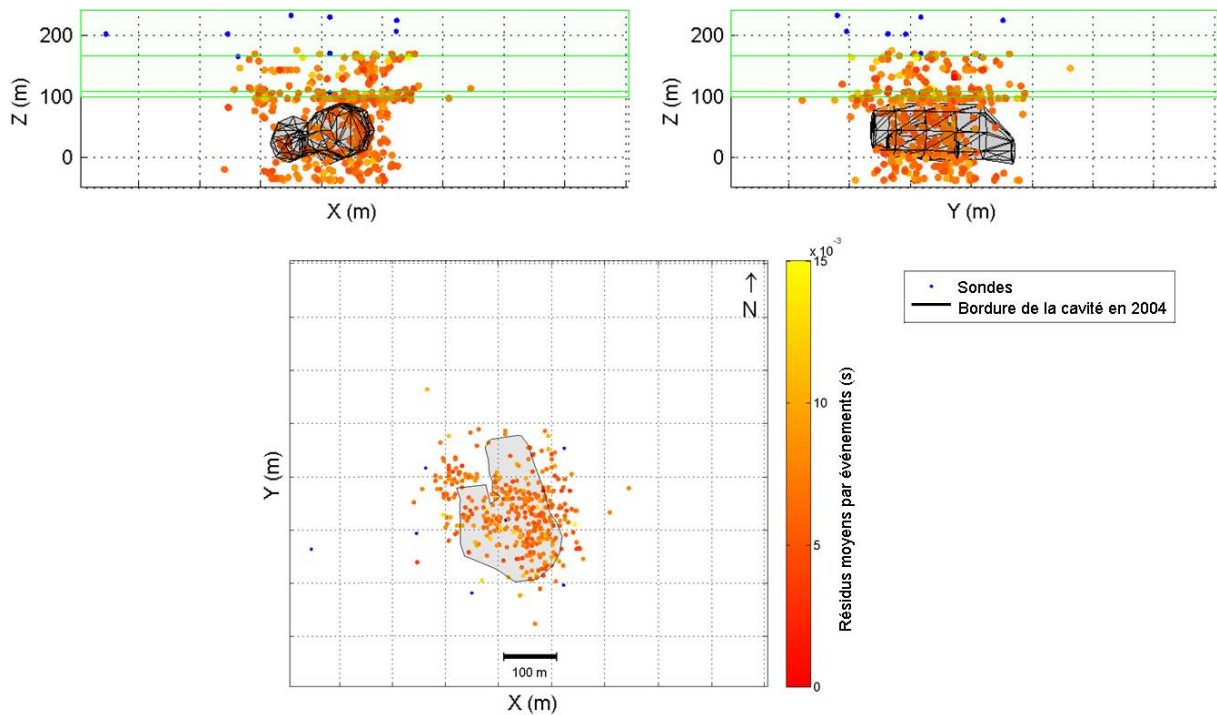 200
100
0
Z (m)
X (m)
200
100
0
Z (m)
Y (m)
↑
N
Y (m)
100 m
X (m)
x 10⁻³
15
10
5
0
Résidus moyens par événements (s)
Sondes
Bordure de la cavité en 2004